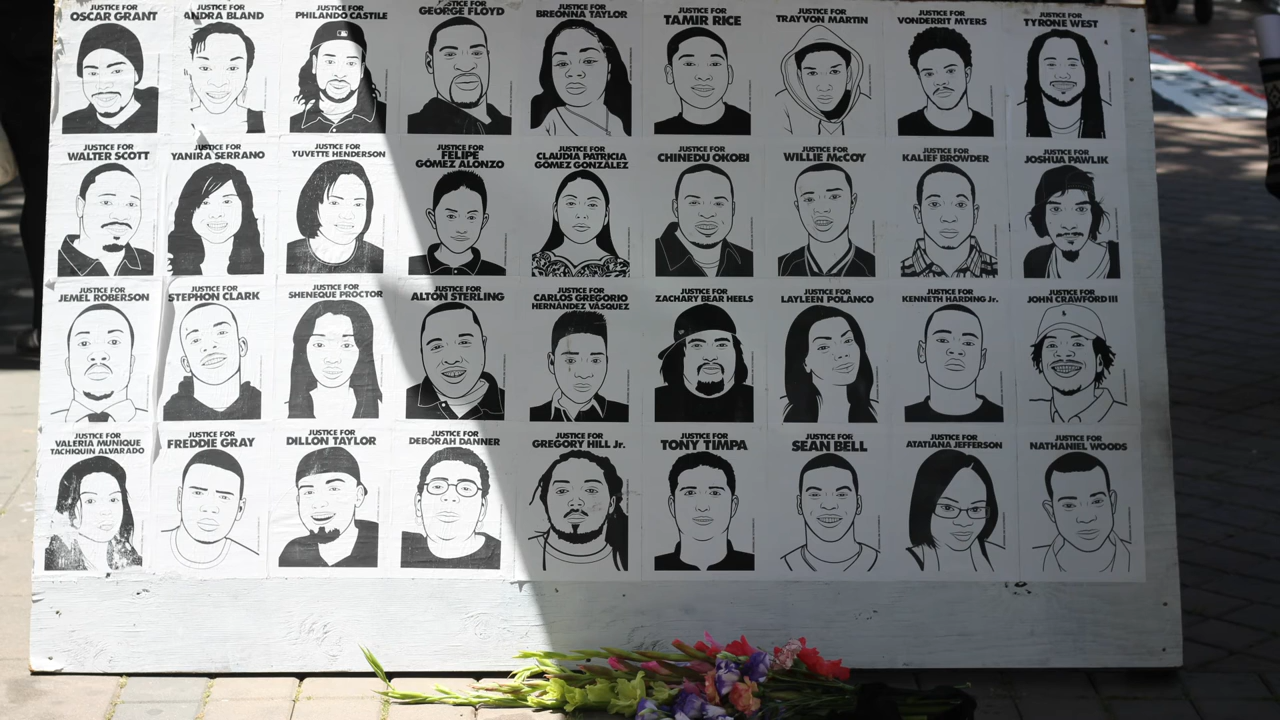 JUSTICE FOR
OSCAR GRANT
JUSTICE FOR
ANDRA BLAND
JUSTICE FOR
PHILANDO CASTILE
JUSTICE FOR
GEORGE FLOYD
JUSTICE FOR
BREONNA TAYLOR
JUSTICE FOR
TAMIR RICE
JUSTICE FOR
TRAYVON MARTIN
JUSTICE FOR
VONDERRIT MYERS
JUSTICE FOR
TYRONE WEST
JUSTICE FOR
WALTER SCOTT
JUSTICE FOR
YANIRA SERRANO
JUSTICE FOR
YUVETTE HENDERSON
JUSTICE FOR
FELIPE
GÓMEZ ALONZO
JUSTICE FOR
CLAUDIA PATRICIA
GÓMEZ GONZÁLEZ
JUSTICE FOR
CHINEDU OKOBI
JUSTICE FOR
WILLIE McCOY
JUSTICE FOR
KALIEF BROWDER
JUSTICE FOR
JOSHUA PAWLIK
JUSTICE FOR
JEMEL ROBERSON
JUSTICE FOR
STEPHON CLARK
JUSTICE FOR
SHENEQUE PROCTOR
JUSTICE FOR
ALTON STERLING
JUSTICE FOR
CARLOS GREGORIO
HERNÁNDEZ VÁSQUEZ
JUSTICE FOR
ZACHARY BEAR HEELS
JUSTICE FOR
LAYLEEN POLANCO
JUSTICE FOR
KENNETH HARDING Jr.
JUSTICE FOR
JOHN CRAWFORD III
JUSTICE FOR
VALERIA MUNIQUE
TACHIQUIN ALVARADO
JUSTICE FOR
FREDDIE GRAY
JUSTICE FOR
DILLON TAYLOR
JUSTICE FOR
DEBORAH DANNER
JUSTICE FOR
GREGORY HILL Jr.
JUSTICE FOR
TONY TIMPA
JUSTICE FOR
SEAN BELL
JUSTICE FOR
ATATIANA JEFFERSON
JUSTICE FOR
NATHANIEL WOODS